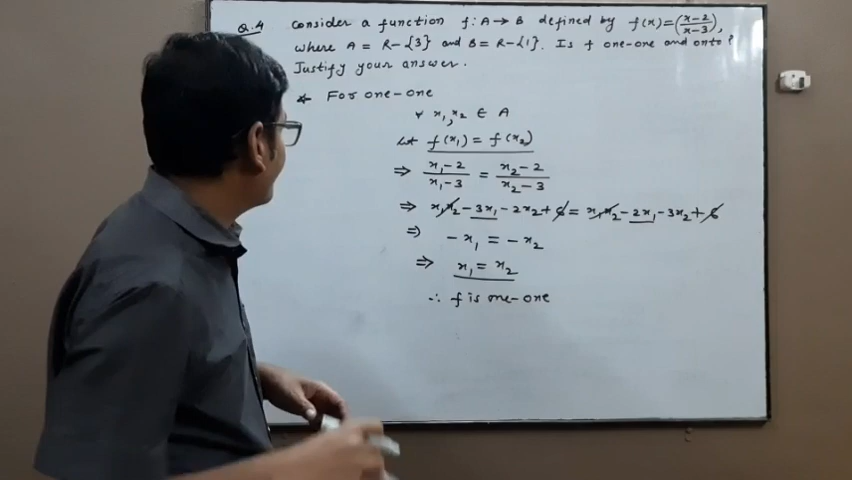 Q.4 Consider a function f: A → B defined by f(x) = (x-2/x-3),
where A = R-{3} and B = R-{1}. Is f one-one and onto?
Justify your answer.
* For one-one
∀ x₁, x₂ ∈ A
Let f(x₁) = f(x₂)
⇒ x₁-2/x₁-3 = x₂-2/x₂-3
⇒ x₁x₂ - 3x₁ - 2x₂ + 6 = x₁x₂ - 2x₁ - 3x₂ + 6
⇒ -x₁ = -x₂
⇒ x₁ = x₂
∴ f is one-one